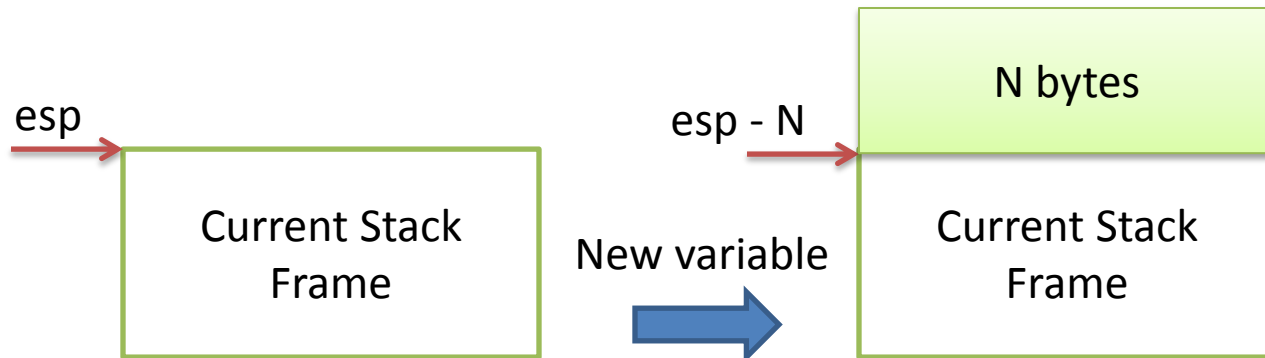 esp
Current Stack
Frame
New variable
esp - N
N bytes
Current Stack
Frame